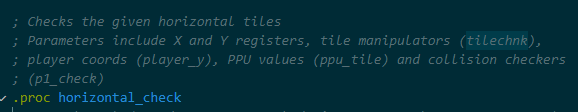 ; Checks the given horizontal tiles
; Parameters include X and Y registers, tile manipulators (tilechnk),
; player coords (player_y), PPU values (ppu_tile) and collision checkers
; (p1_check)
.proc horizontal_check